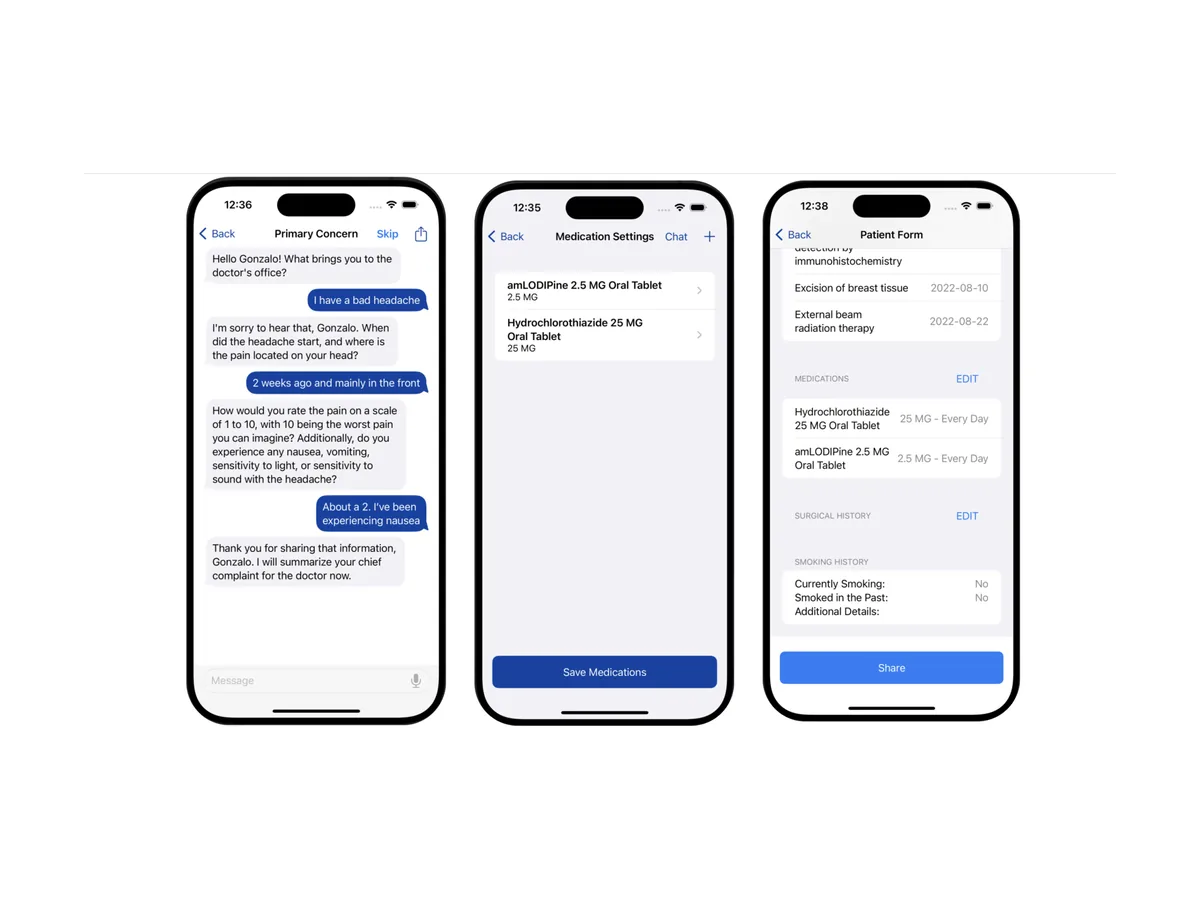 12:36
Back
Primary Concern
Skip
Hello Gonzalo! What brings you to the
doctor's office?
I have a bad headache
I'm sorry to hear that, Gonzalo. When
did the headache start, and where is
the pain located on your head?
2 weeks ago and mainly in the front
How would you rate the pain on a scale
of 1 to 10, with 10 being the worst pain
you can imagine? Additionally, do you
experience any nausea, vomiting,
sensitivity to light, or sensitivity to
sound with the headache?
About a 2. I've been
experiencing nausea
Thank you for sharing that information,
Gonzalo. I will summarize your chief
complaint for the doctor now.
Message
12:35
Back
Medication Settings
Chat
amLODIPine 2.5 MG Oral Tablet
2.5 MG
Hydrochlorothiazide 25 MG
Oral Tablet
25 MG
Save Medications
12:38
Back
Patient Form
detection by
immunohistochemistry
Excision of breast tissue 2022-08-10
External beam
radiation therapy
2022-08-22
MEDICATIONS EDIT
Hydrochlorothiazide
25 MG Oral Tablet
25 MG - Every Day
amLODIPine 2.5 MG
Oral Tablet
2.5 MG - Every Day
SURGICAL HISTORY EDIT
SMOKING HISTORY
Currently Smoking: No
Smoked in the Past: No
Additional Details:
Share